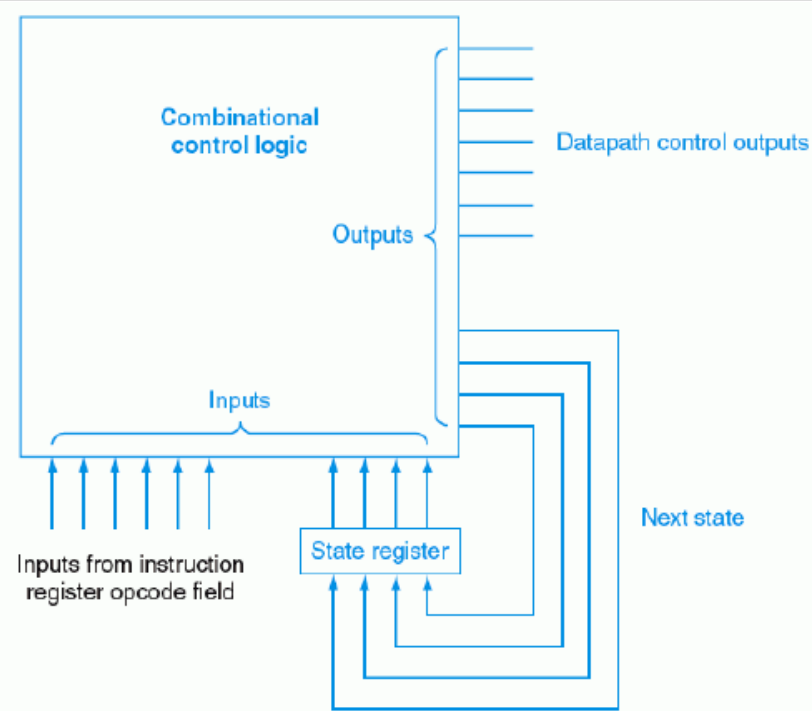 Combinational
control logic
Datapath control outputs
Outputs
Inputs
Next state
State register
Inputs from instruction
register opcode field